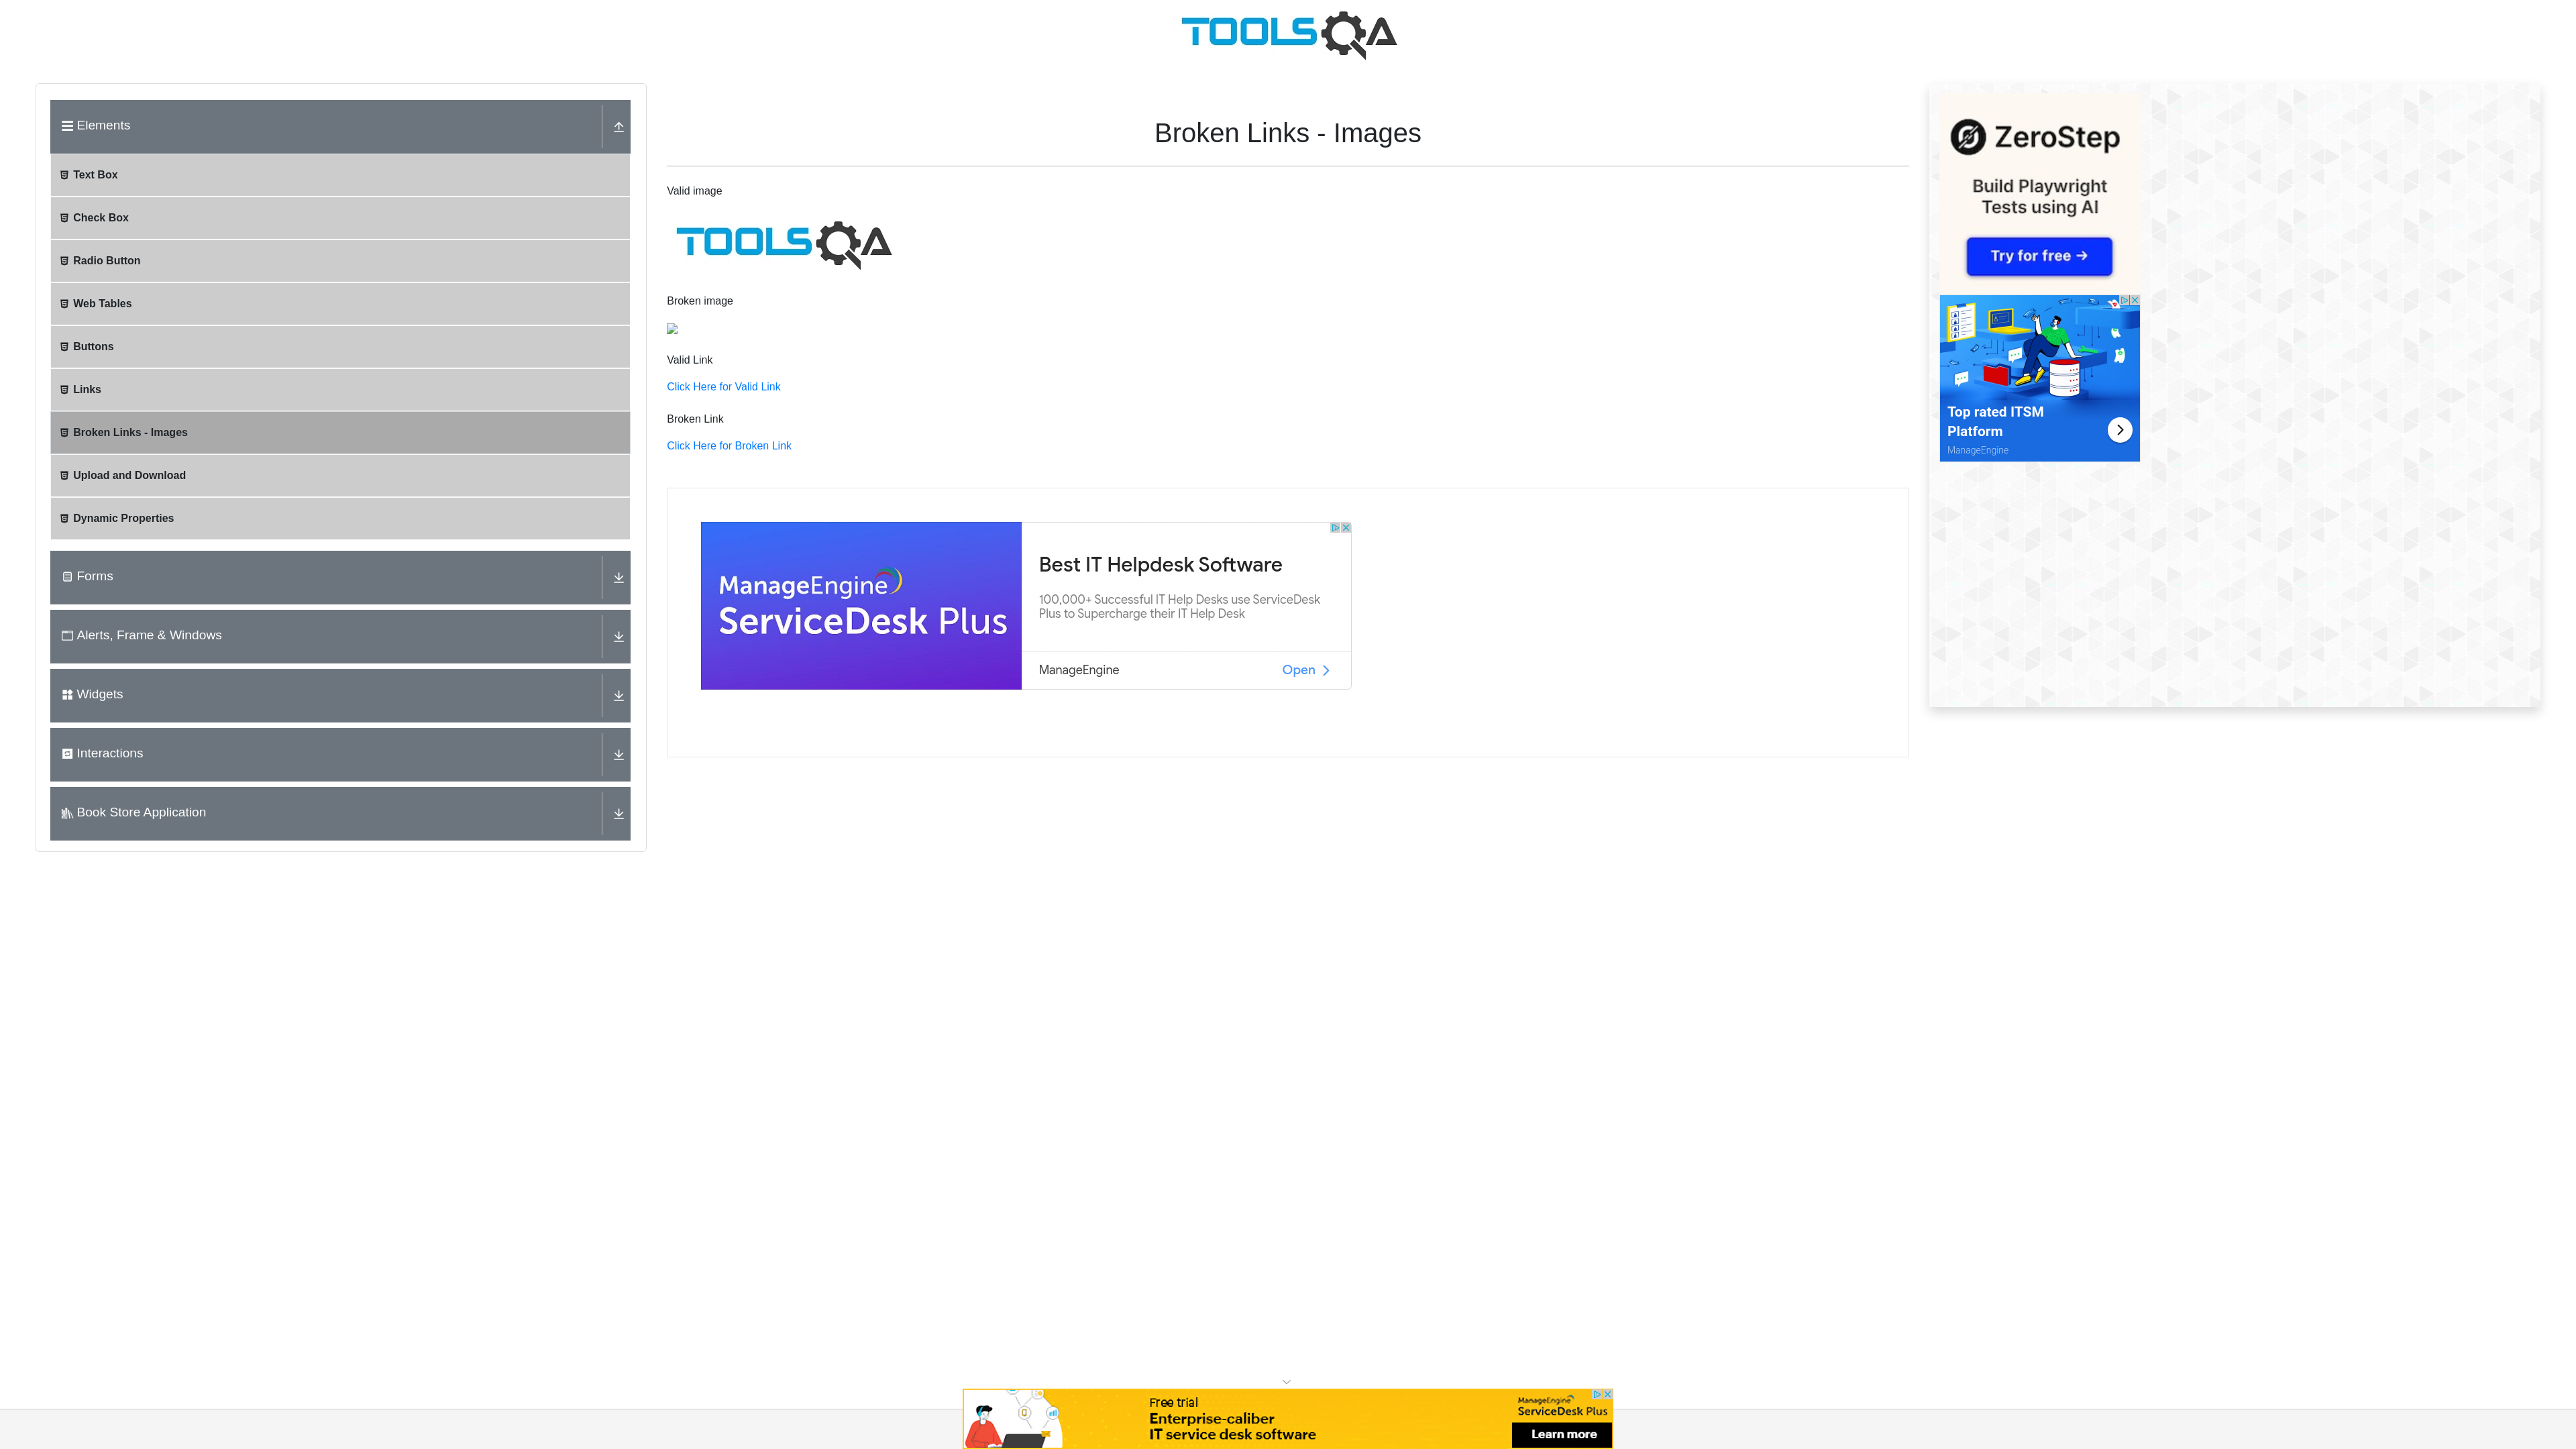 TOOLSQA
Elements
Text Box
Check Box
Radio Button
Web Tables
Buttons
Links
Broken Links - Images
Upload and Download
Dynamic Properties
Forms
Alerts, Frame & Windows
Widgets
Interactions
Book Store Application
Broken Links - Images
Valid image
TOOLSQA
Broken image
Valid Link
Click Here for Valid Link
Broken Link
Click Here for Broken Link
ManageEngine
ServiceDesk Plus
Best IT Helpdesk Software
100,000+ Successful IT Help Desks use ServiceDesk
Plus to Supercharge their IT Help Desk
ManageEngine
Open
ZeroStep
Build Playwright
Tests using AI
Try for free →
Top rated ITSM
Platform
ManageEngine
Free trial
Enterprise-caliber
IT service desk software
ManageEngine
ServiceDesk Plus
Learn more